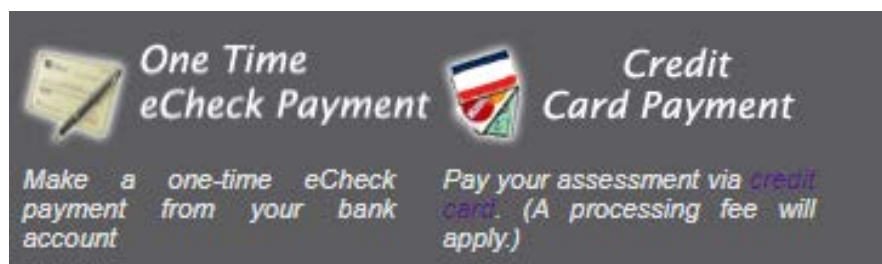 One Time
eCheck Payment
Make a one-time eCheck
payment from your bank
account
Credit
Card Payment
Pay your assessment via credit
card. (A processing fee will
apply.)